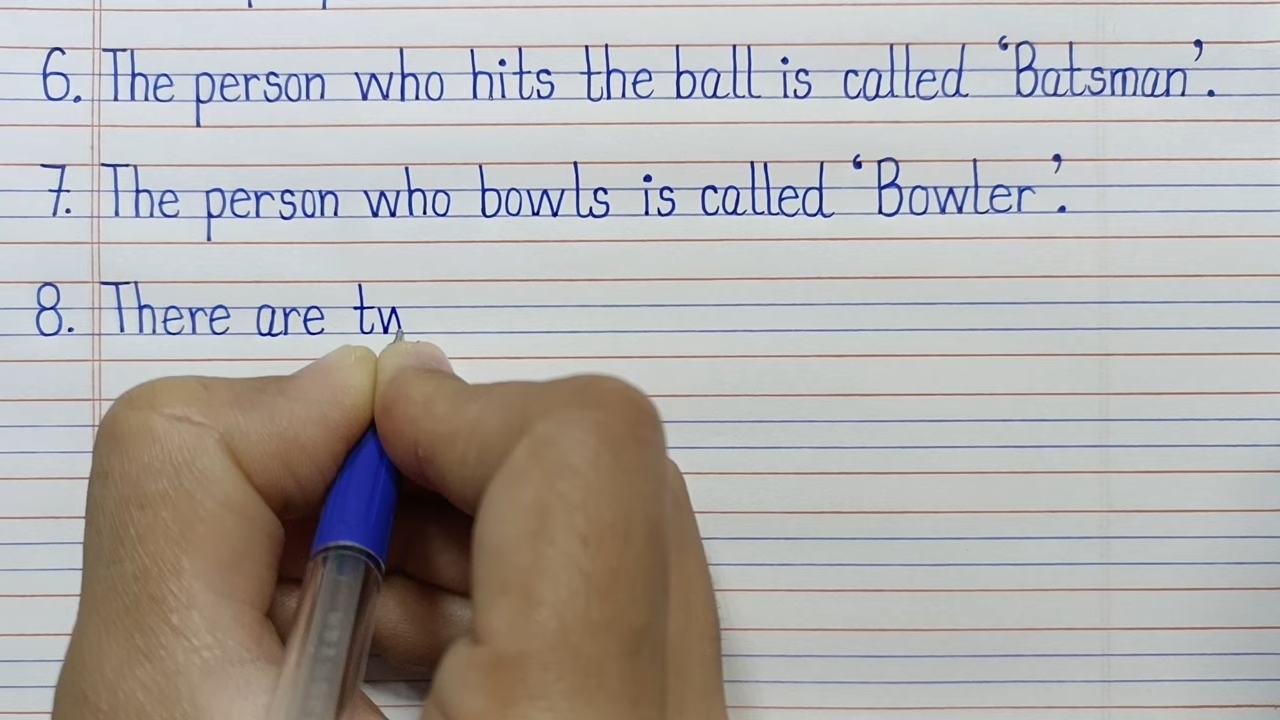 6. The person who hits the ball is called ‘Batsman’.
7. The person who bowls is called ‘Bowler’.
8. There are tw